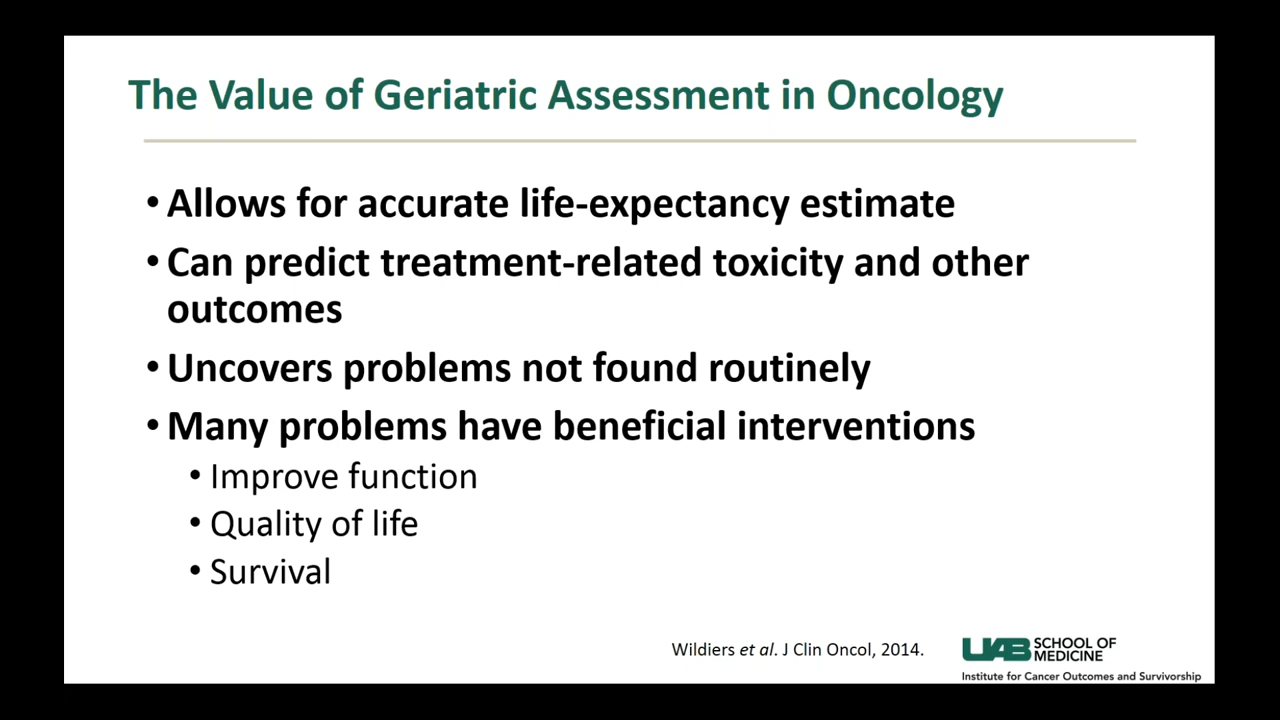 The Value of Geriatric Assessment in Oncology
• Allows for accurate life-expectancy estimate
• Can predict treatment-related toxicity and other
outcomes
• Uncovers problems not found routinely
• Many problems have beneficial interventions
• Improve function
• Quality of life
• Survival
Wildiers et al. J Clin Oncol, 2014.
UAB SCHOOL OF
MEDICINE
Institute for Cancer Outcomes and Survivorship